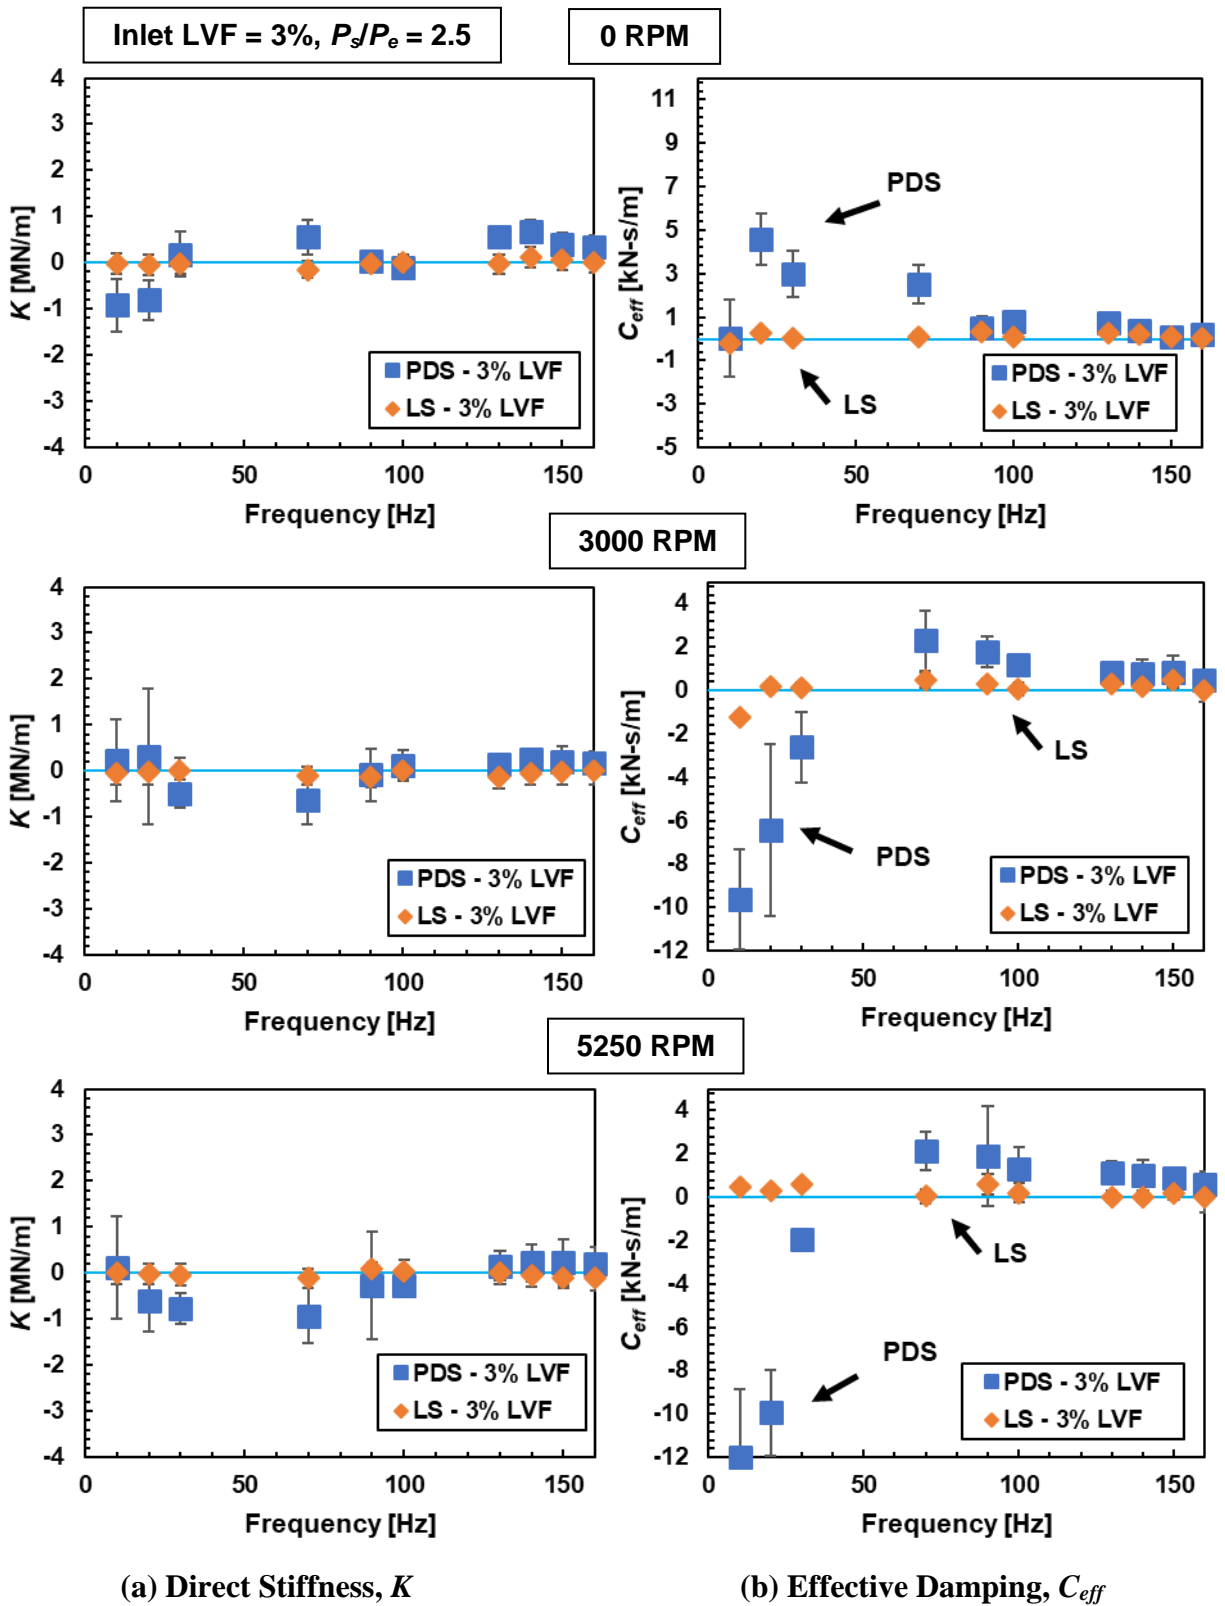 Inlet LVF = 3%, Ps/Pe = 2.5
0 RPM
4
3
2
1
0
-1
-2
-3
-4
K [MN/m]
PDS - 3% LVF
LS - 3% LVF
0 50 100 150
Frequency [Hz]
11
9
7
5
3
1
-1
-3
-5
Ceff [kN-s/m]
PDS
LS
PDS - 3% LVF
LS - 3% LVF
0 50 100 150
Frequency [Hz]
3000 RPM
4
3
2
1
0
-1
-2
-3
-4
K [MN/m]
PDS - 3% LVF
LS - 3% LVF
0 50 100 150
Frequency [Hz]
4
2
0
-2
-4
-6
-8
-10
-12
Ceff [kN-s/m]
LS
PDS
PDS - 3% LVF
LS - 3% LVF
0 50 100 150
Frequency [Hz]
5250 RPM
4
3
2
1
0
-1
-2
-3
-4
K [MN/m]
PDS - 3% LVF
LS - 3% LVF
0 50 100 150
Frequency [Hz]
4
2
0
-2
-4
-6
-8
-10
-12
Ceff [kN-s/m]
LS
PDS
PDS - 3% LVF
LS - 3% LVF
0 50 100 150
Frequency [Hz]
(a) Direct Stiffness, K
(b) Effective Damping, Ceff